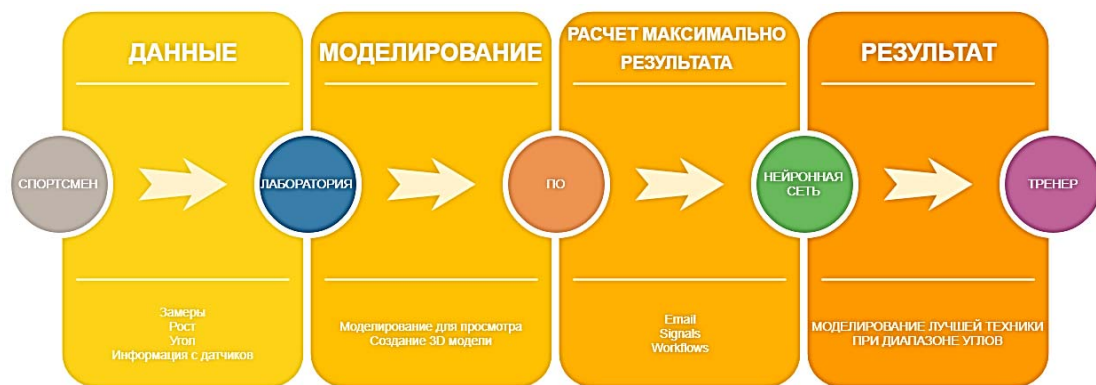 ДАННЫЕ
МОДЕЛИРОВАНИЕ
РАСЧЕТ МАКСИМАЛЬНО
РЕЗУЛЬТАТА
РЕЗУЛЬТАТ
СПОРТСМЕН
ЛАБОРАТОРИЯ
ПО
НЕЙРОННАЯ
СЕТЬ
ТРЕНЕР
Замеры
Рост
Угол
Информация с датчиков
Моделирование для просмотра
Создание 3D модели
Email
Signals
Workflows
МОДЕЛИРОВАНИЕ ЛУЧШЕЙ ТЕХНИКИ
ПРИ ДИАПАЗОНЕ УГЛОВ